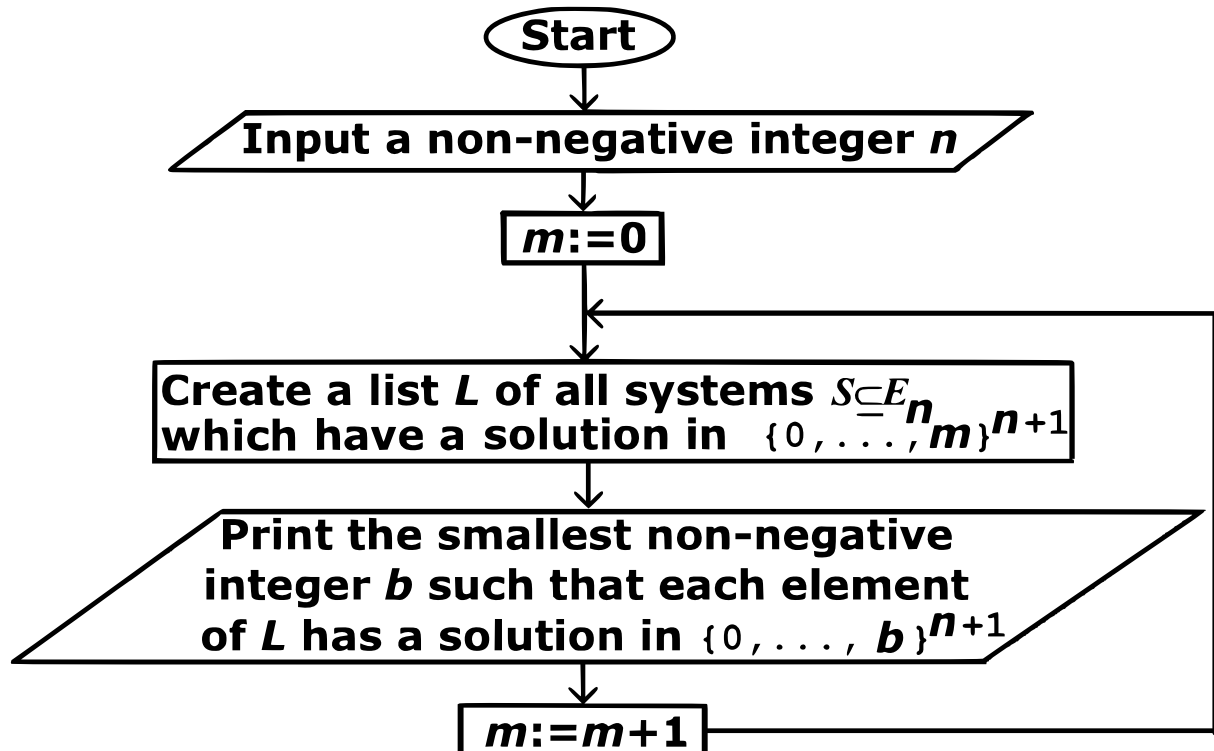 Start
Input a non-negative integer n
m:=0
Create a list L of all systems S⊆Eₙ
which have a solution in {0,...,m}ⁿ⁺¹
Print the smallest non-negative
integer b such that each element
of L has a solution in {0,..., b}ⁿ⁺¹
m:=m+1